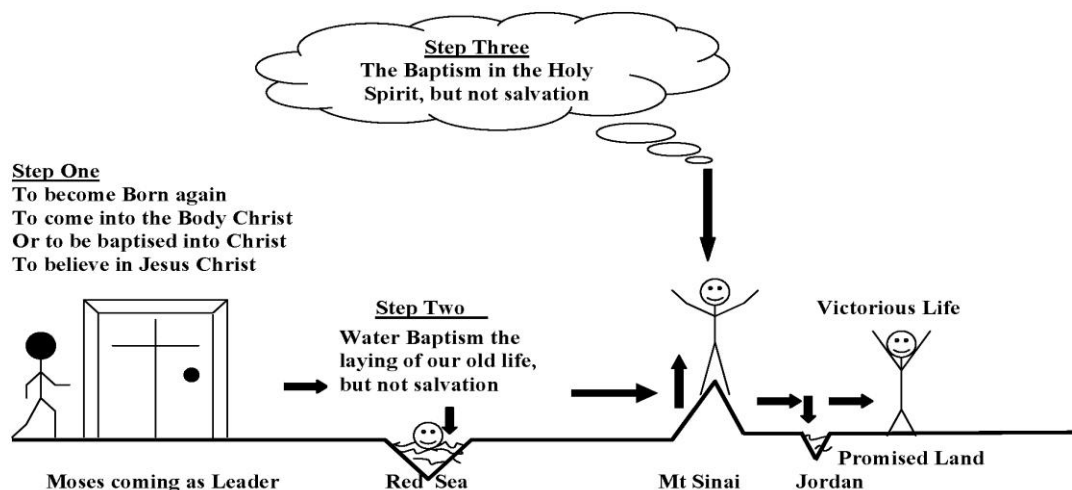 Step Three
The Baptism in the Holy
Spirit, but not salvation
Step One
To become Born again
To come into the Body Christ
Or to be baptised into Christ
To believe in Jesus Christ
Step Two
Water Baptism the
laying of our old life,
but not salvation
Victorious Life
Promised Land
Moses coming as Leader
Red Sea
Mt Sinai
Jordan